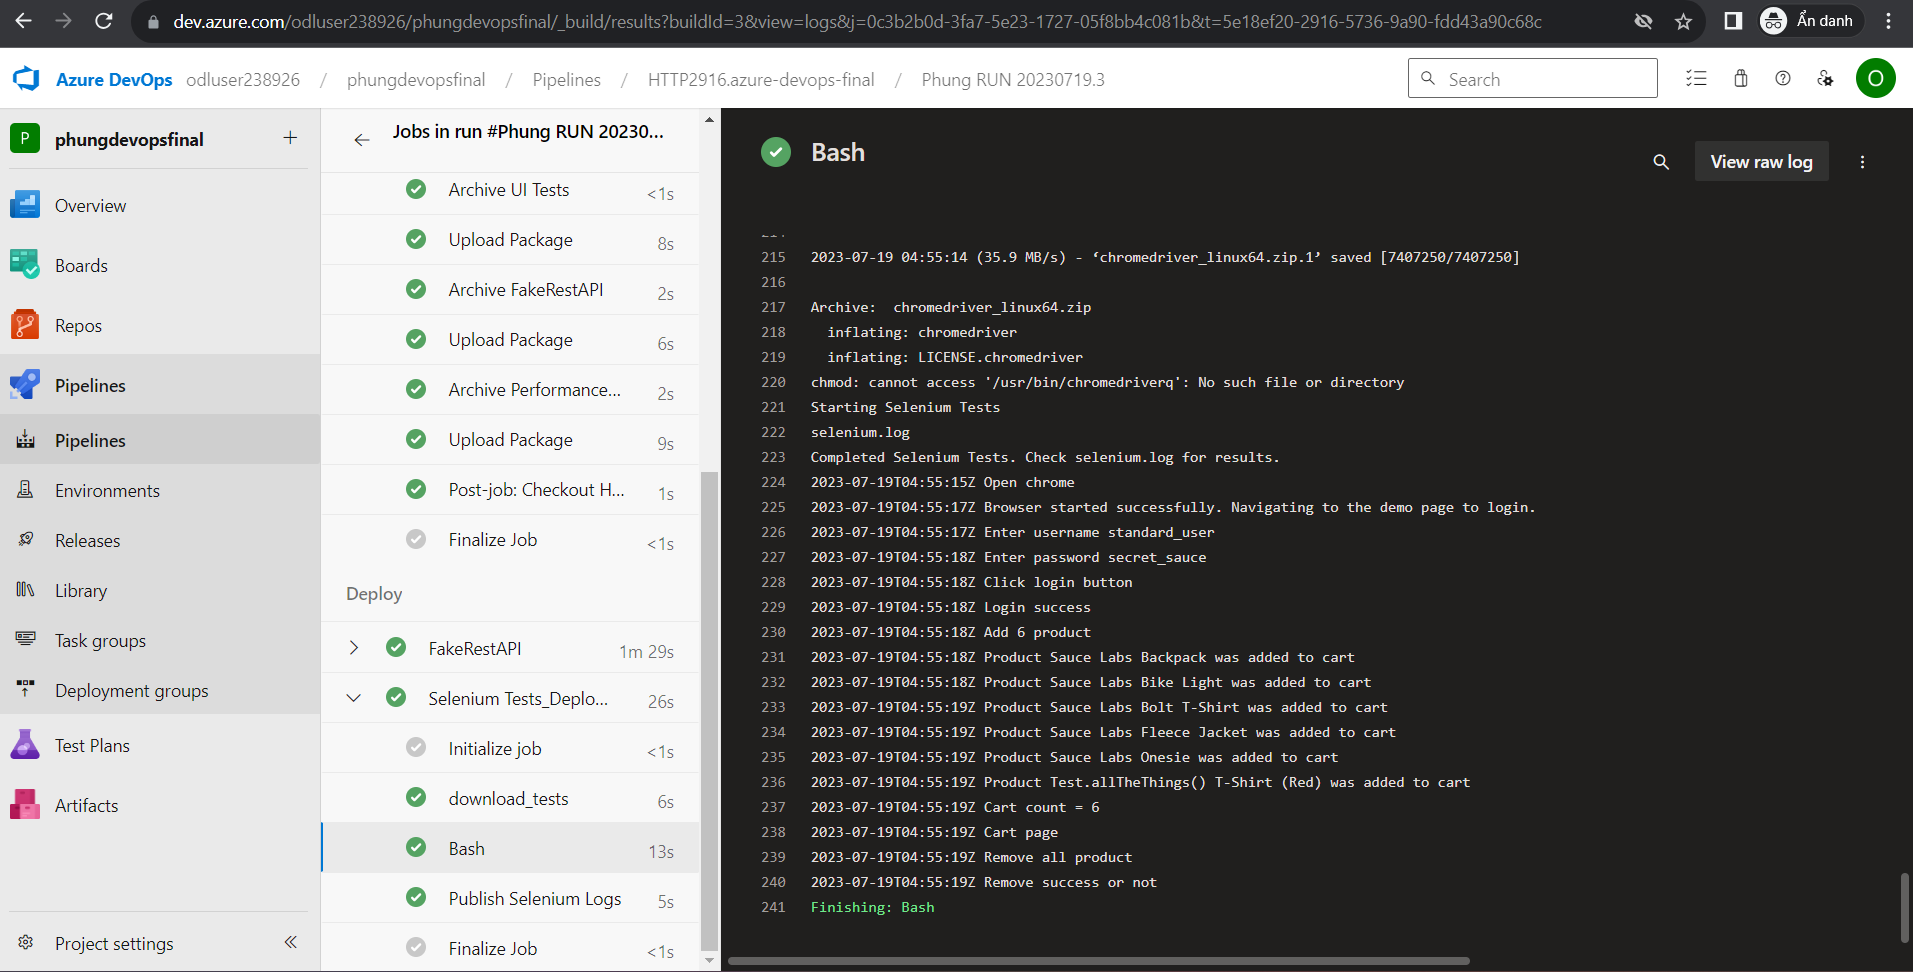 dev.azure.com/odluser238926/phungdevopsfinal/_build/results?buildId=3&view=logs&j=0c3b2b0d-3fa7-5e23-1727-05f8bb4c081b&t=5e18ef20-2916-5736-9a90-fdd43a90c68c
Ẩn danh
Azure DevOps odluser238926 / phungdevopsfinal / Pipelines / HTTP2916.azure-devops-final / Phung RUN 20230719.3
Search
O
P phungdevopsfinal
Overview
Boards
Repos
Pipelines
Pipelines
Environments
Releases
Library
Task groups
Deployment groups
Test Plans
Artifacts
Project settings
Jobs in run #Phung RUN 20230...
Archive UI Tests <1s
Upload Package 8s
Archive FakeRestAPI 2s
Upload Package 6s
Archive Performance... 2s
Upload Package 9s
Post-job: Checkout H... 1s
Finalize Job <1s
Deploy
FakeRestAPI 1m 29s
Selenium Tests_Deplo... 26s
Initialize job <1s
download_tests 6s
Bash 13s
Publish Selenium Logs 5s
Finalize Job <1s
Bash
View raw log
215 2023-07-19 04:55:14 (35.9 MB/s) - ‘chromedriver_linux64.zip.1’ saved [7407250/7407250]
216
217 Archive:  chromedriver_linux64.zip
218   inflating: chromedriver
219   inflating: LICENSE.chromedriver
220 chmod: cannot access '/usr/bin/chromedriverq': No such file or directory
221 Starting Selenium Tests
222 selenium.log
223 Completed Selenium Tests. Check selenium.log for results.
224 2023-07-19T04:55:15Z Open chrome
225 2023-07-19T04:55:17Z Browser started successfully. Navigating to the demo page to login.
226 2023-07-19T04:55:17Z Enter username standard_user
227 2023-07-19T04:55:18Z Enter password secret_sauce
228 2023-07-19T04:55:18Z Click login button
229 2023-07-19T04:55:18Z Login success
230 2023-07-19T04:55:18Z Add 6 product
231 2023-07-19T04:55:18Z Product Sauce Labs Backpack was added to cart
232 2023-07-19T04:55:18Z Product Sauce Labs Bike Light was added to cart
233 2023-07-19T04:55:19Z Product Sauce Labs Bolt T-Shirt was added to cart
234 2023-07-19T04:55:19Z Product Sauce Labs Fleece Jacket was added to cart
235 2023-07-19T04:55:19Z Product Sauce Labs Onesie was added to cart
236 2023-07-19T04:55:19Z Product Test.allTheThings() T-Shirt (Red) was added to cart
237 2023-07-19T04:55:19Z Cart count = 6
238 2023-07-19T04:55:19Z Cart page
239 2023-07-19T04:55:19Z Remove all product
240 2023-07-19T04:55:19Z Remove success or not
241 Finishing: Bash